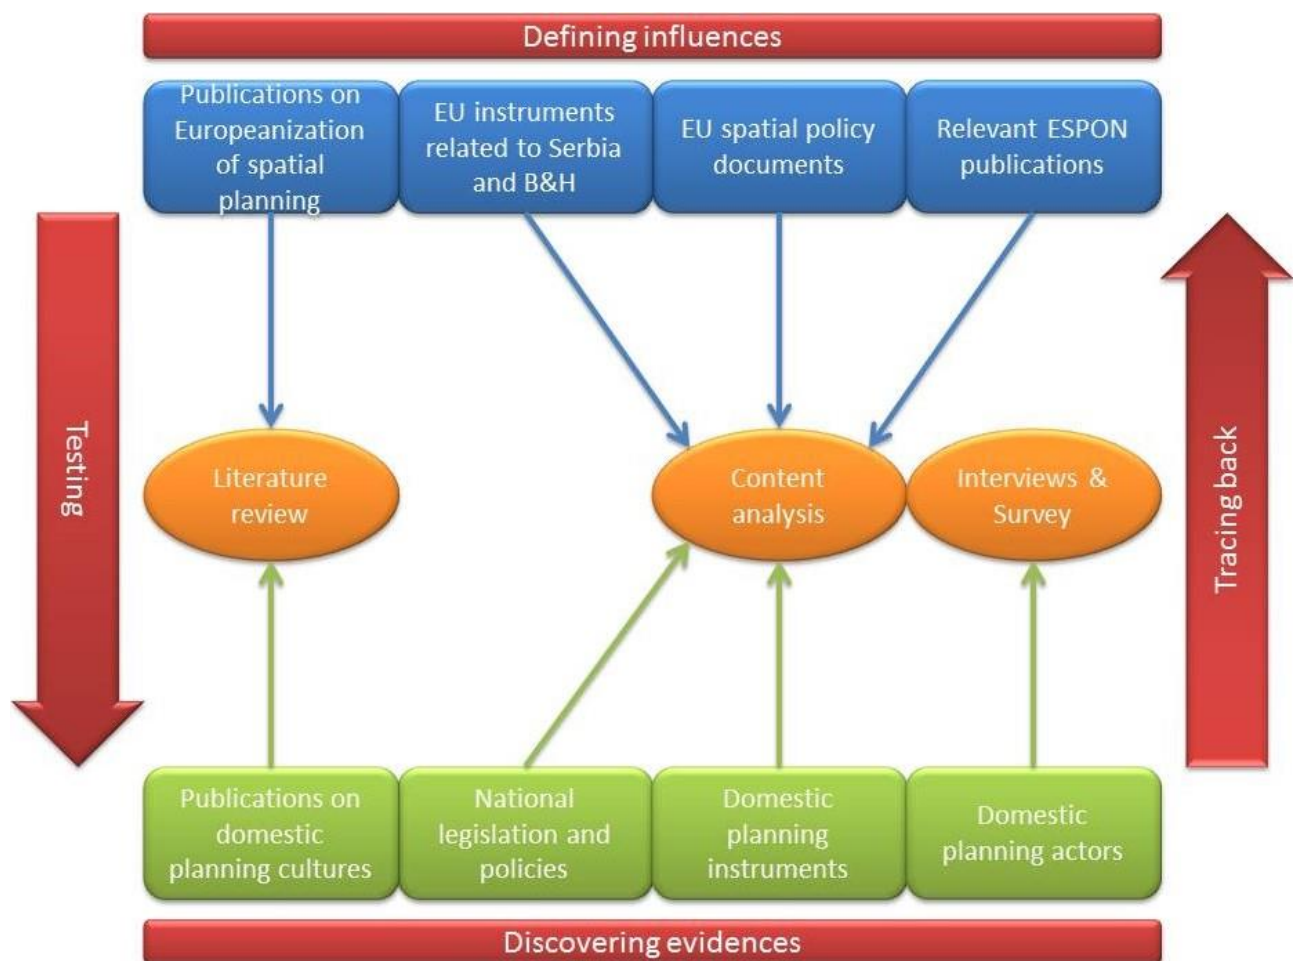 Defining influences
Publications on
Europeanization
of spatial
planning
EU instruments
related to Serbia
and B&H
EU spatial policy
documents
Relevant ESPON
publications
Testing
Literature
review
Content
analysis
Interviews &
Survey
Tracing back
Publications on
domestic
planning cultures
National
legislation and
policies
Domestic
planning
instruments
Domestic
planning actors
Discovering evidences